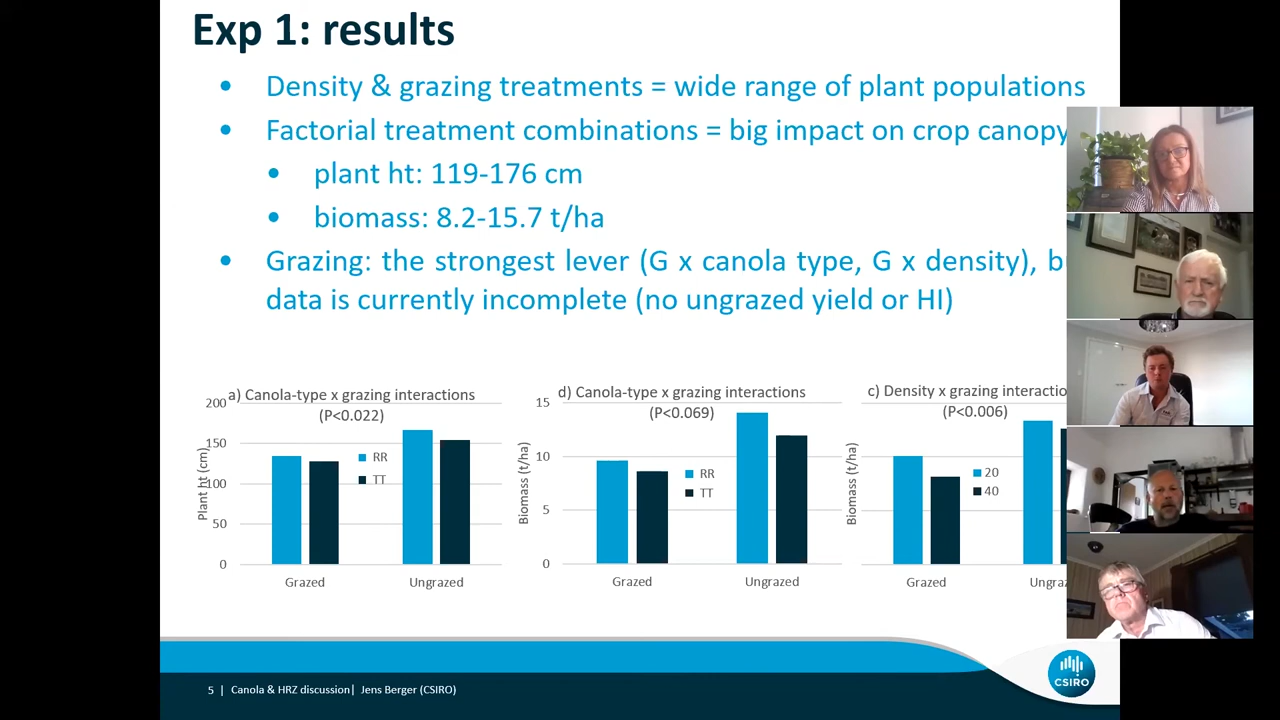 Exp 1: results
• Density & grazing treatments = wide range of plant populations
• Factorial treatment combinations = big impact on crop canopy
• plant ht: 119-176 cm
• biomass: 8.2-15.7 t/ha
• Grazing: the strongest lever (G x canola type, G x density), b
data is currently incomplete (no ungrazed yield or HI)
a) Canola-type x grazing interactions
(P<0.022)
Plant ht (cm)
200
150
100
50
0
RR
TT
Grazed
Ungrazed
d) Canola-type x grazing interactions
(P<0.069)
Biomass (t/ha)
15
10
5
0
RR
TT
Grazed
Ungrazed
c) Density x grazing interactio
(P<0.006)
Biomass (t/ha)
20
40
Grazed
Ungraz
5 | Canola & HRZ discussion| Jens Berger (CSIRO)
CSIRO